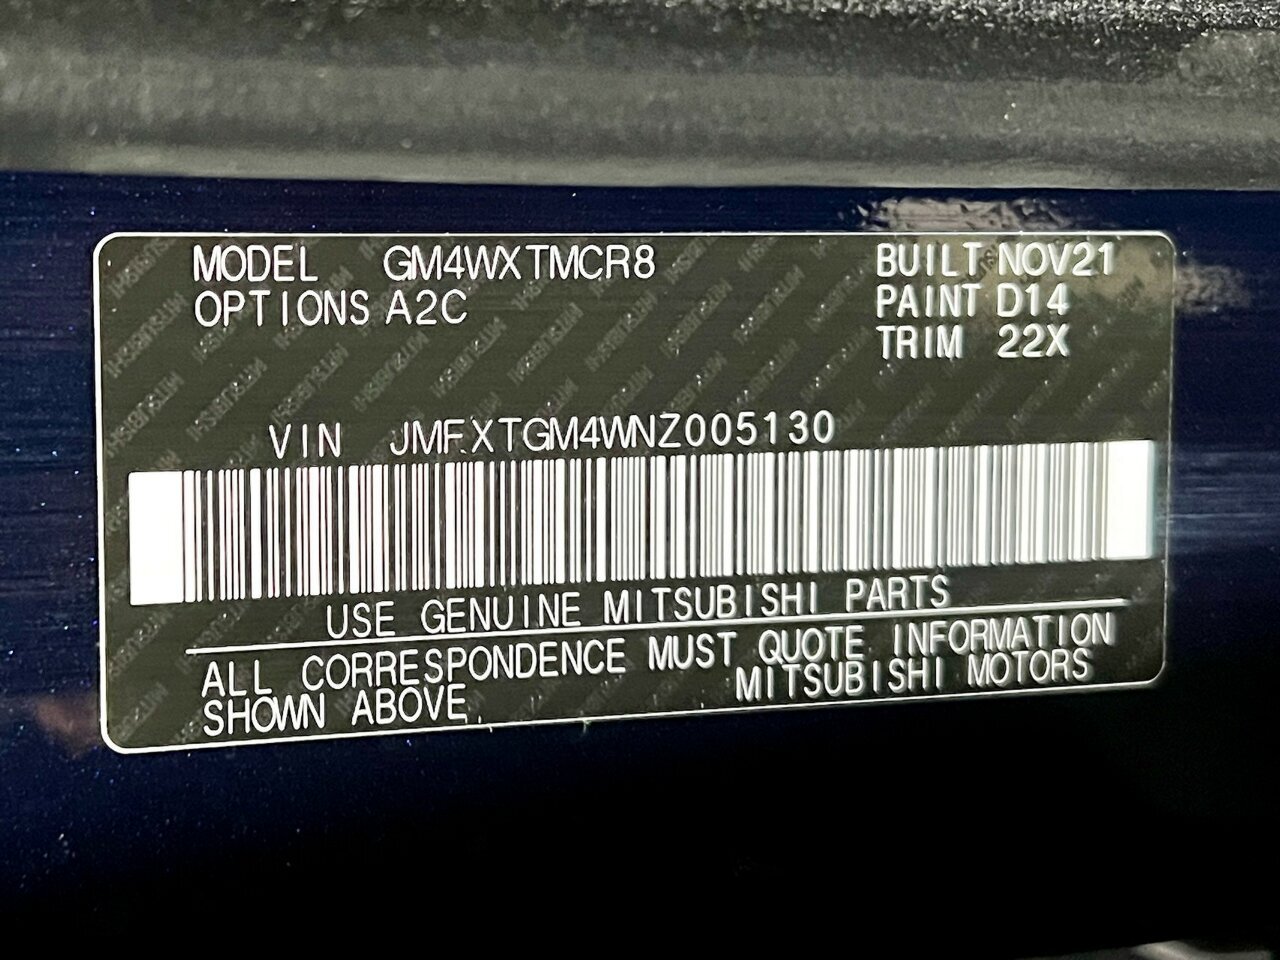 MODEL GM4WXTMCR8 BUILT NOV21
OPTIONS A2C PAINT D14
TRIM 22X
VIN JMFXTGM4WNZ005130
USE GENUINE MITSUBISHI PARTS
ALL CORRESPONDENCE MUST QUOTE INFORMATION
SHOWN ABOVE. MITSUBISHI MOTORS